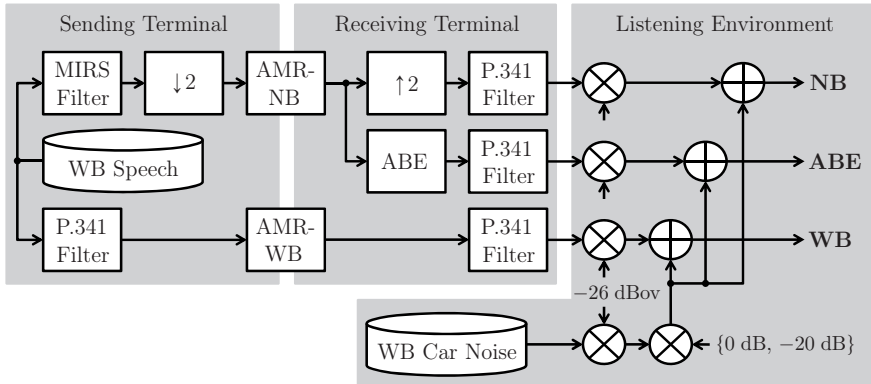 Sending Terminal
Receiving Terminal
Listening Environment
MIRS
Filter
↓2
AMR-
NB
↑2
P.341
Filter
NB
WB Speech
ABE
P.341
Filter
ABE
P.341
Filter
AMR-
WB
P.341
Filter
WB
−26 dBov
WB Car Noise
{0 dB, −20 dB}